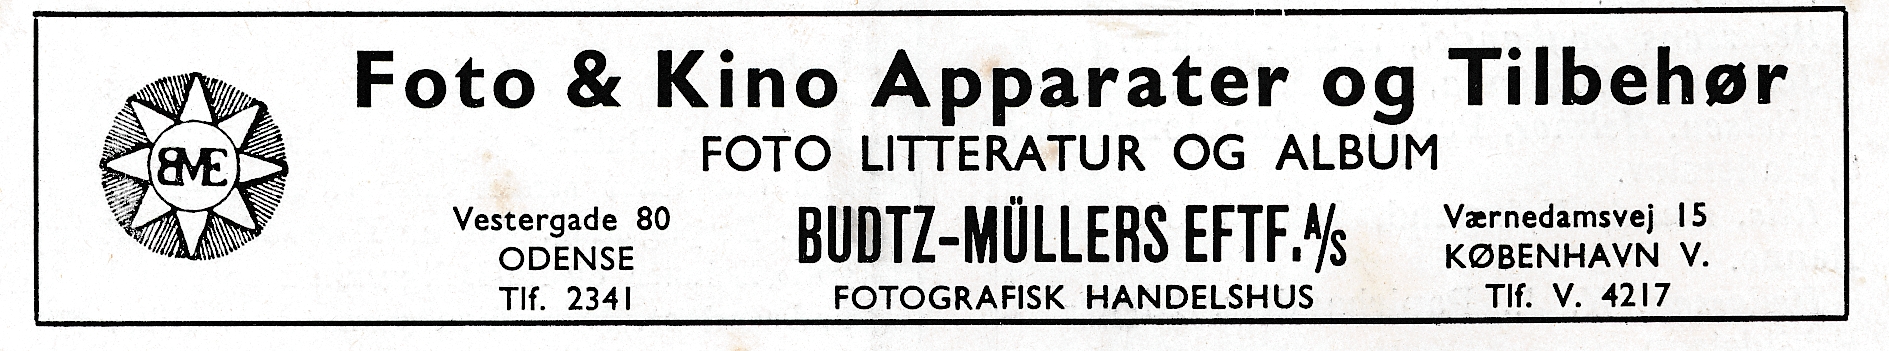 Foto & Kino Apparater og Tilbehør
FOTO LITTERATUR OG ALBUM
BME
Vestergade 80
ODENSE
Tlf. 2341
BUDTZ-MÜLLERS EFTF. A/S
FOTOGRAFISK HANDELSHUS
Værnedamsvej 15
KØBENHAVN V.
Tlf. V. 4217